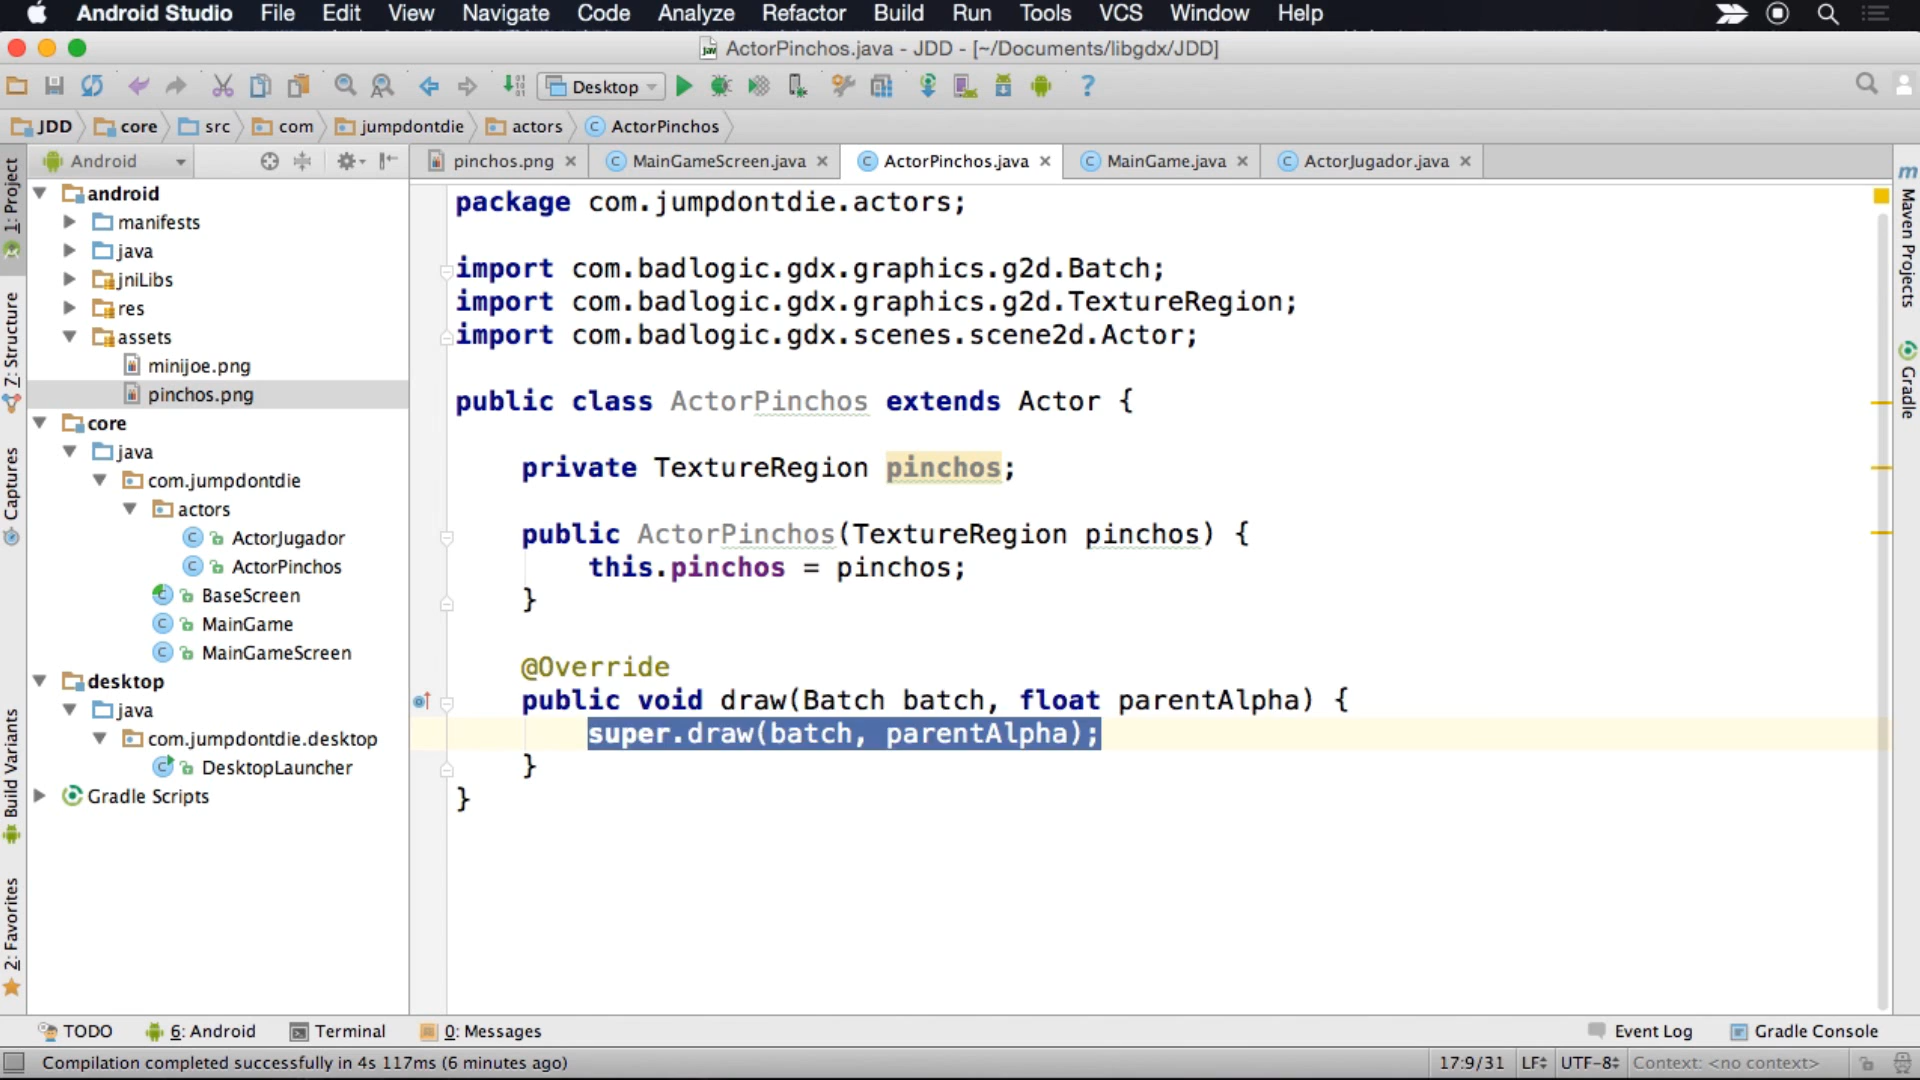 Android Studio File Edit View Navigate Code Analyze Refactor Build Run Tools VCS Window Help
ActorPinchos.java - JDD - [~/Documents/libgdx/JDD]
Desktop
JDD core src com jumpdontdie actors ActorPinchos
Android
pinchos.png MainGameScreen.java ActorPinchos.java MainGame.java ActorJugador.java
1: Project
7: Structure
Captures
Build Variants
2: Favorites
android
manifests
java
jniLibs
res
assets
minijoe.png
pinchos.png
core
java
com.jumpdontdie
actors
ActorJugador
ActorPinchos
BaseScreen
MainGame
MainGameScreen
desktop
java
com.jumpdontdie.desktop
DesktopLauncher
Gradle Scripts
package com.jumpdontdie.actors;
import com.badlogic.gdx.graphics.g2d.Batch;
import com.badlogic.gdx.graphics.g2d.TextureRegion;
import com.badlogic.gdx.scenes.scene2d.Actor;
public class ActorPinchos extends Actor {
private TextureRegion pinchos;
public ActorPinchos(TextureRegion pinchos) {
this.pinchos = pinchos;
}
@Override
public void draw(Batch batch, float parentAlpha) {
super.draw(batch, parentAlpha);
}
}
Maven Projects
Gradle
TODO 6: Android Terminal 0: Messages Event Log Gradle Console
Compilation completed successfully in 4s 117ms (6 minutes ago) 17:9/31 LF UTF-8 Context: <no context>